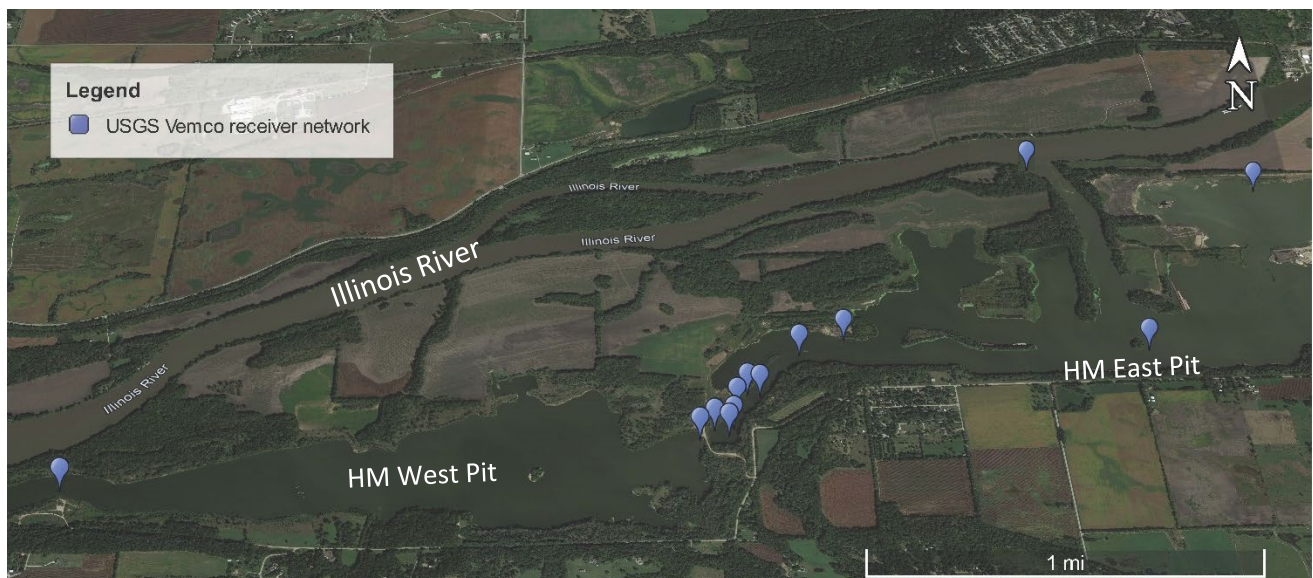 Legend
USGS Vemco receiver network
N
Illinois River
Illinois River
Illinois River
Illinois River
HM East Pit
HM West Pit
1 mi